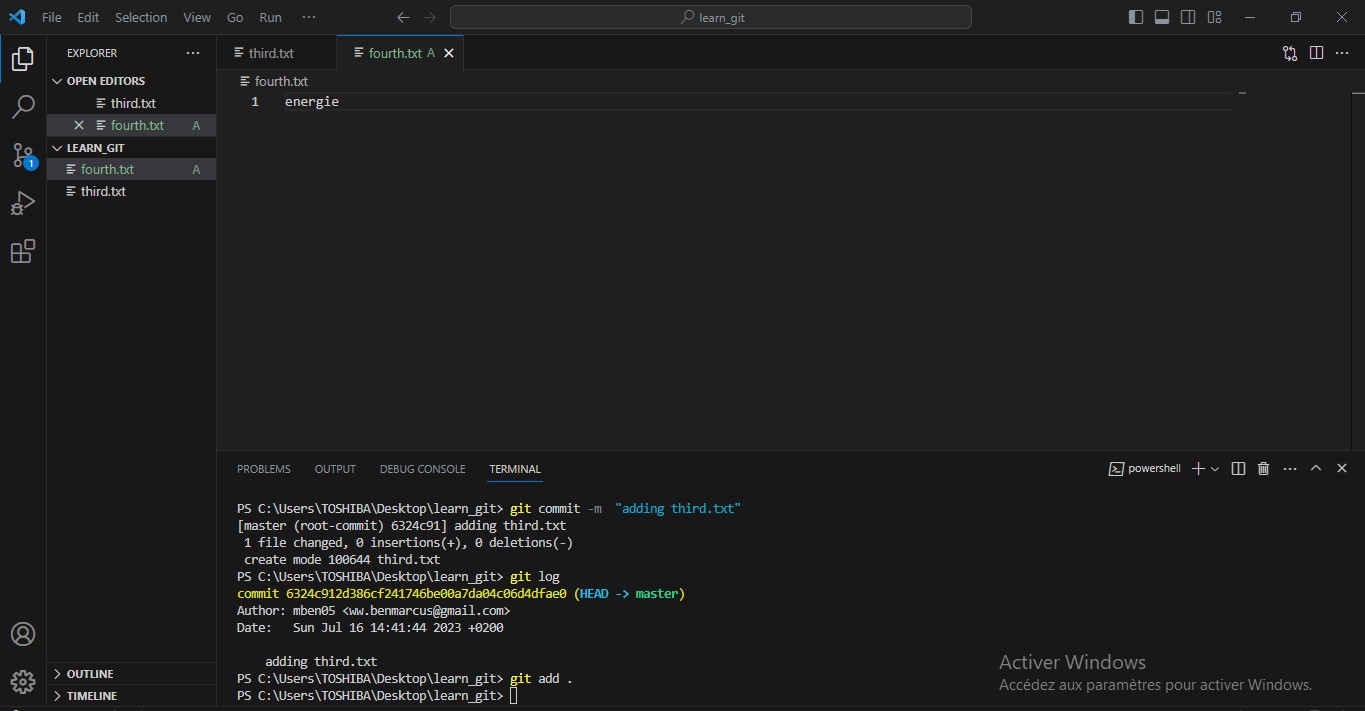 File Edit Selection View Go Run ···
learn_git
EXPLORER ···
OPEN EDITORS
third.txt
fourth.txt A
LEARN_GIT
fourth.txt A
third.txt
OUTLINE
TIMELINE
1
third.txt
fourth.txt A
fourth.txt
1 energie
PROBLEMS OUTPUT DEBUG CONSOLE TERMINAL
powershell
PS C:\Users\TOSHIBA\Desktop\learn_git> git commit -m  "adding third.txt"
[master (root-commit) 6324c91] adding third.txt
 1 file changed, 0 insertions(+), 0 deletions(-)
 create mode 100644 third.txt
PS C:\Users\TOSHIBA\Desktop\learn_git> git log
commit 6324c912d386cf241746be00a7da04c06d4dfae0 (HEAD -> master)
Author: mben05 <ww.benmarcus@gmail.com>
Date:   Sun Jul 16 14:41:44 2023 +0200
    adding third.txt
PS C:\Users\TOSHIBA\Desktop\learn_git> git add .
PS C:\Users\TOSHIBA\Desktop\learn_git>
Activer Windows
Accédez aux paramètres pour activer Windows.